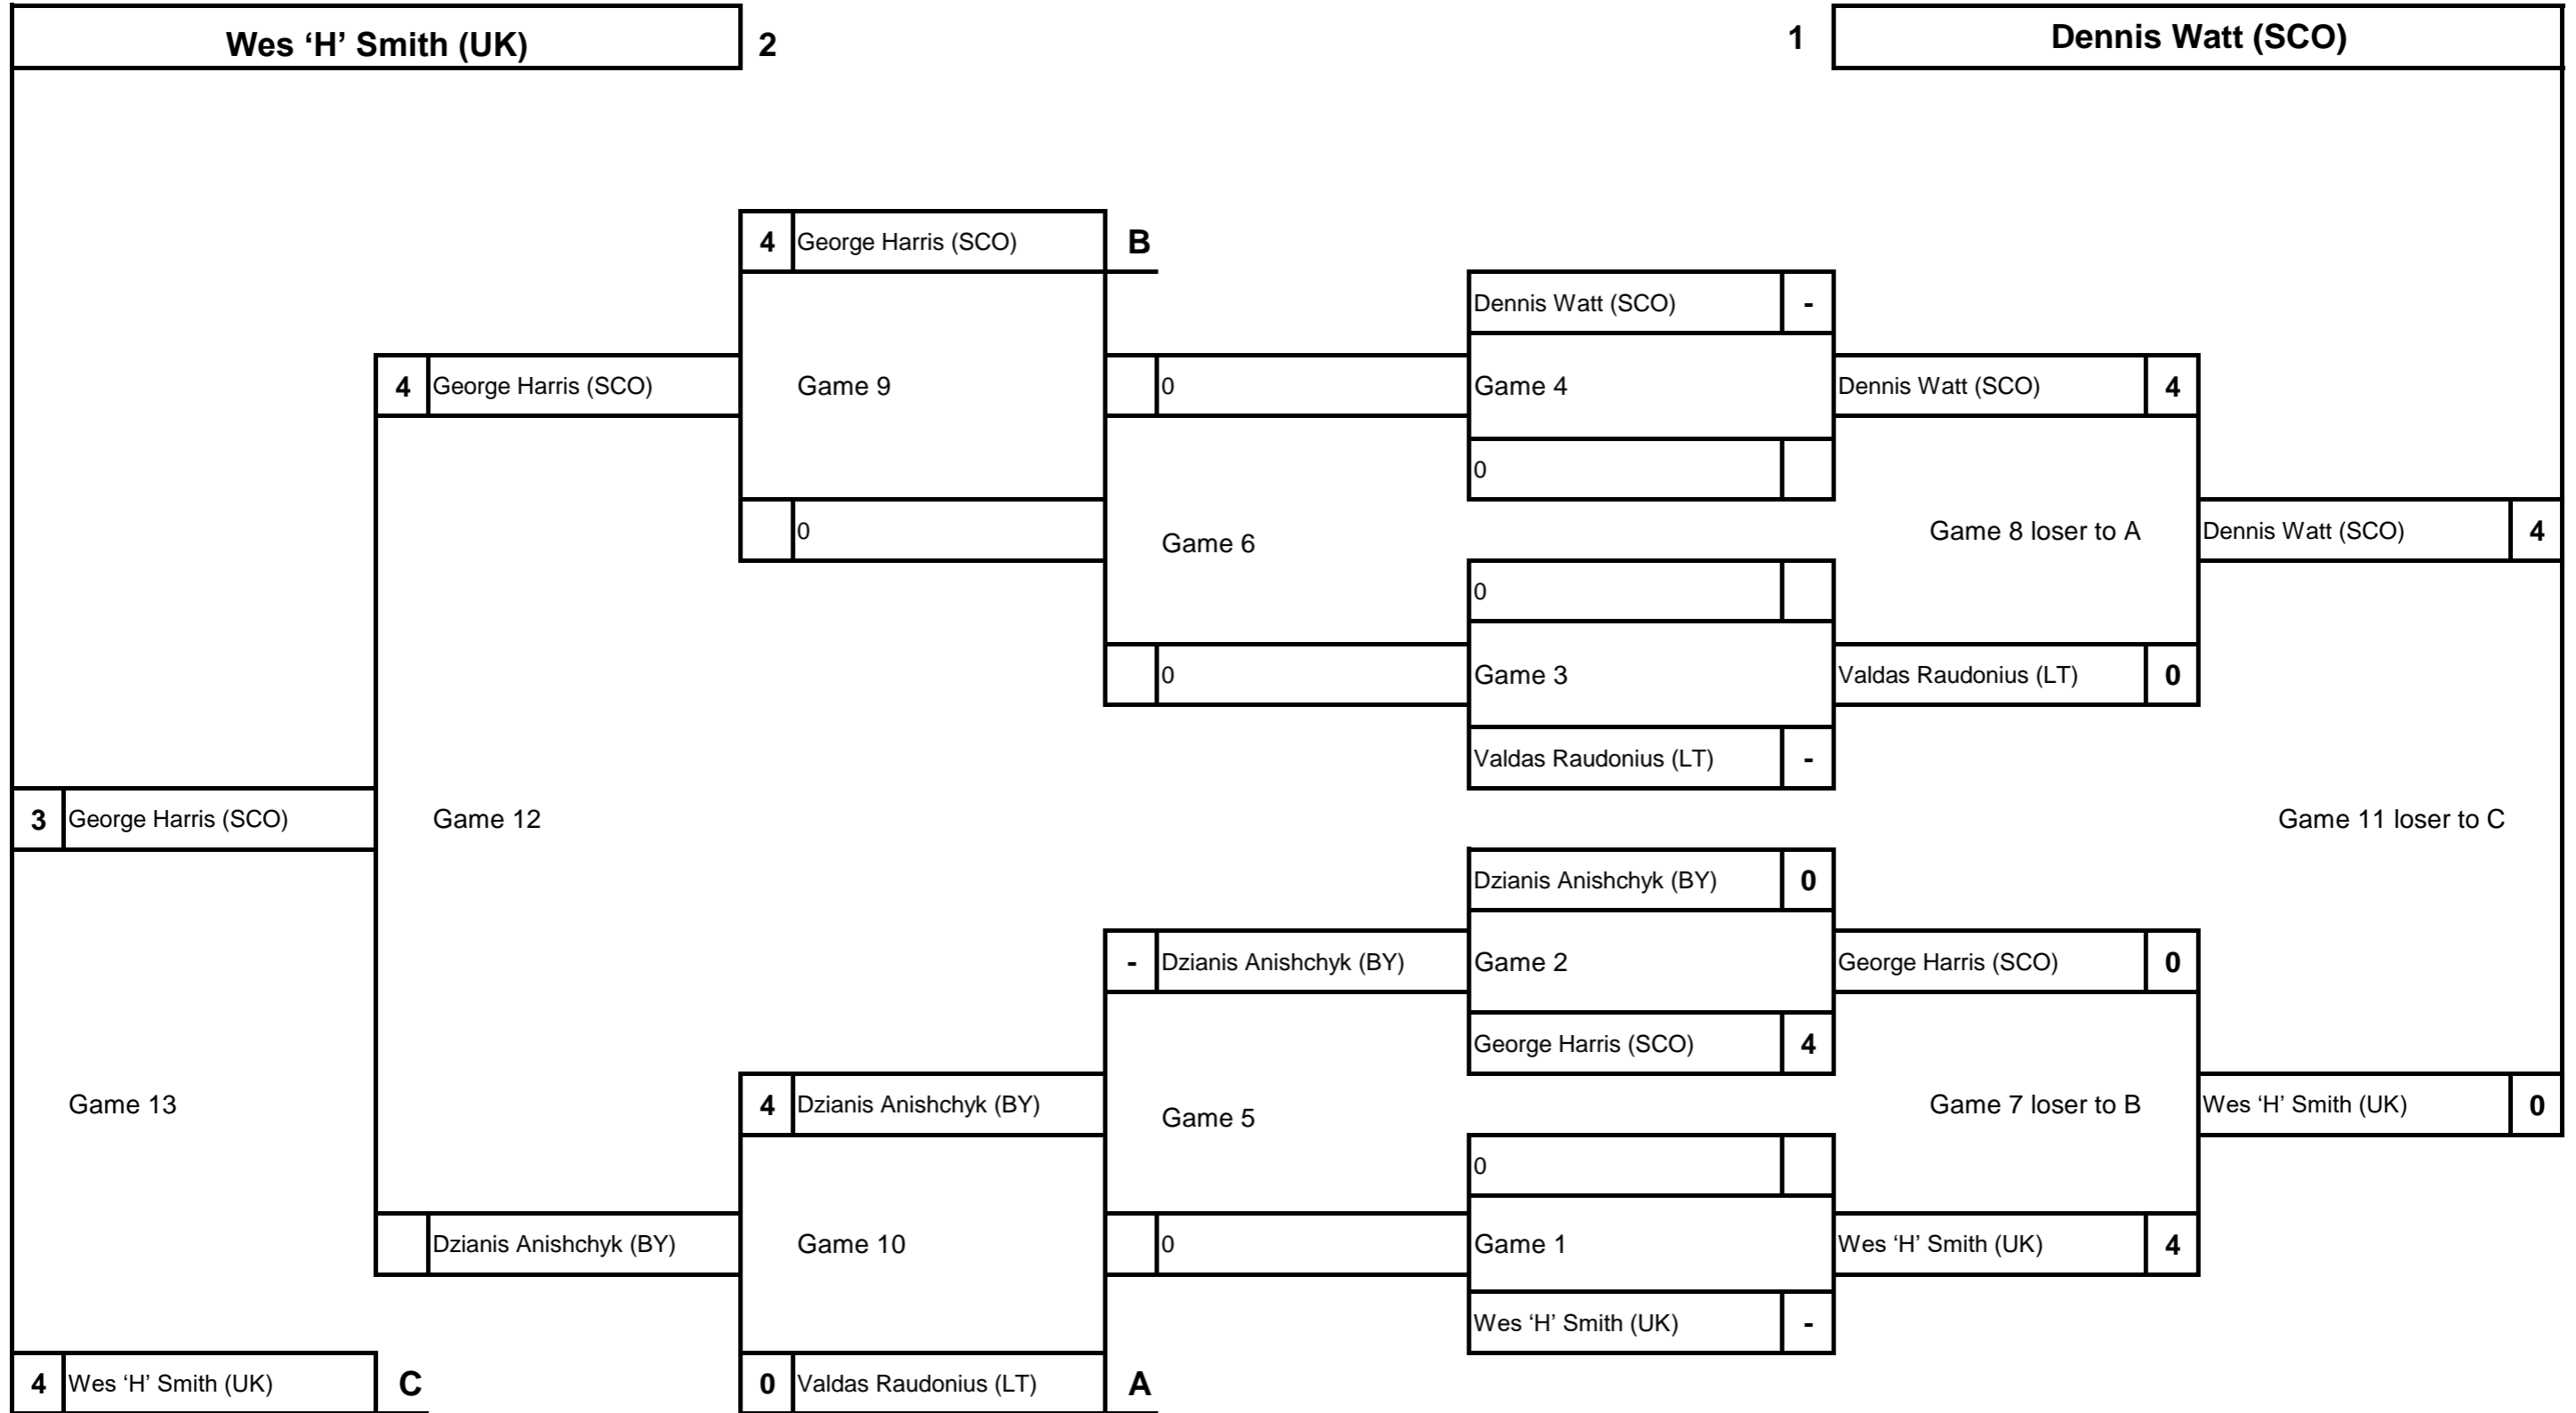 Wes ‘H’ Smith (UK) 2 1 Dennis Watt (SCO)
4 George Harris (SCO) B
Dennis Watt (SCO) -
4 George Harris (SCO) Game 9 0 Game 4 Dennis Watt (SCO) 4
0
0 Game 6 Game 8 loser to A Dennis Watt (SCO) 4
0
0 Game 3 Valdas Raudonius (LT) 0
Valdas Raudonius (LT) -
3 George Harris (SCO) Game 12 Game 11 loser to C
Dzianis Anishchyk (BY) 0
- Dzianis Anishchyk (BY) Game 2 George Harris (SCO) 0
George Harris (SCO) 4
Game 13 4 Dzianis Anishchyk (BY) Game 5 Game 7 loser to B Wes ‘H’ Smith (UK) 0
0
Dzianis Anishchyk (BY) Game 10 0 Game 1 Wes ‘H’ Smith (UK) 4
Wes ‘H’ Smith (UK) -
4 Wes ‘H’ Smith (UK) C 0 Valdas Raudonius (LT) A